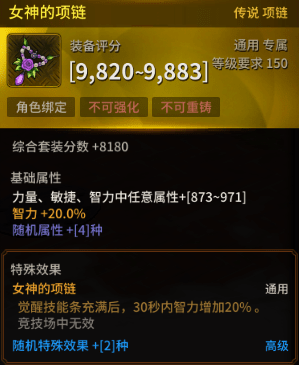 女神的项链 传说 项链
装备评分 通用 专属
[9,820~9,883] 等级要求 150
角色绑定 不可强化 不可重铸
综合套装分数 +8180
基础属性
力量、敏捷、智力中任意属性+[873~971]
智力 +20.0%
随机属性 +[4]种
特殊效果
女神的项链 通用
觉醒技能条充满后，30秒内智力增加20% 。
竞技场中无效
随机特殊效果 +[2]种 高级